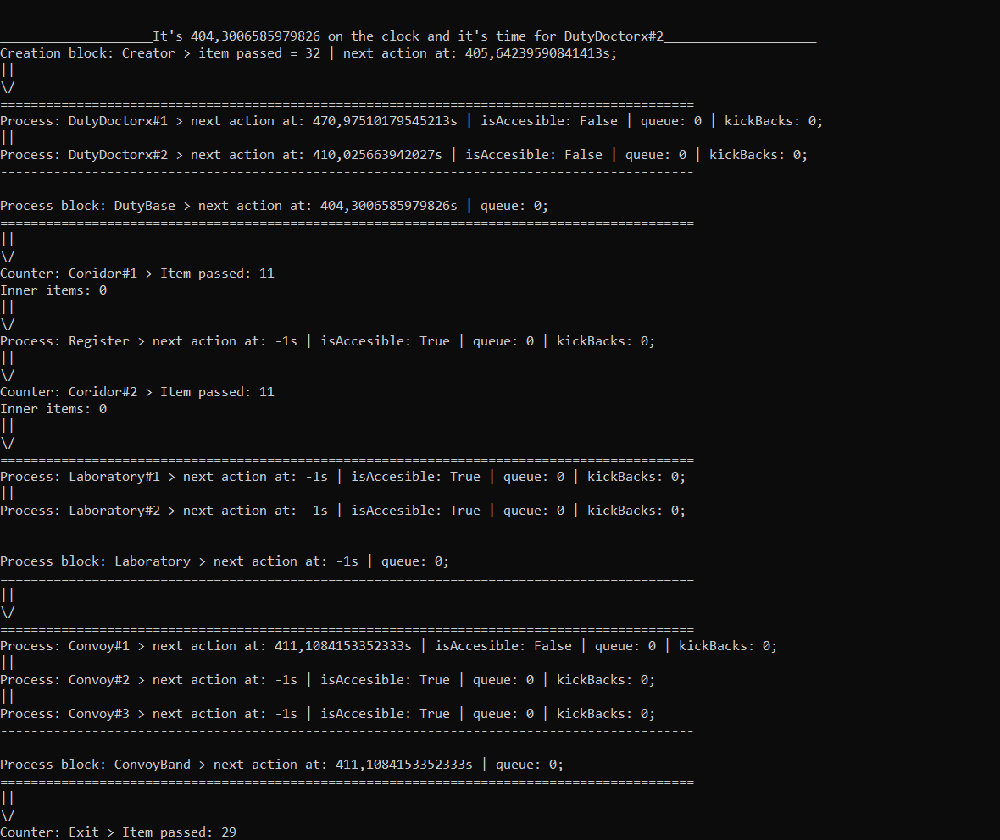 ____________________It's 404,3006585979826 on the clock and it's time for DutyDoctorx#2____________________
Creation block: Creator > item passed = 32 | next action at: 405,64239590841413s;
||
\/
===========================================================================================
Process: DutyDoctorx#1 > next action at: 470,97510179545213s | isAccesible: False | queue: 0 | kickBacks: 0;
||
Process: DutyDoctorx#2 > next action at: 410,025663942027s | isAccesible: False | queue: 0 | kickBacks: 0;
-------------------------------------------------------------------------------------------
Process block: DutyBase > next action at: 404,3006585979826s | queue: 0;
===========================================================================================
||
\/
Counter: Coridor#1 > Item passed: 11
Inner items: 0
||
\/
Process: Register > next action at: -1s | isAccesible: True | queue: 0 | kickBacks: 0;
||
\/
Counter: Coridor#2 > Item passed: 11
Inner items: 0
||
\/
===========================================================================================
Process: Laboratory#1 > next action at: -1s | isAccesible: True | queue: 0 | kickBacks: 0;
||
Process: Laboratory#2 > next action at: -1s | isAccesible: True | queue: 0 | kickBacks: 0;
-------------------------------------------------------------------------------------------
Process block: Laboratory > next action at: -1s | queue: 0;
===========================================================================================
||
\/
===========================================================================================
Process: Convoy#1 > next action at: 411,1084153352333s | isAccesible: False | queue: 0 | kickBacks: 0;
||
Process: Convoy#2 > next action at: -1s | isAccesible: True | queue: 0 | kickBacks: 0;
||
Process: Convoy#3 > next action at: -1s | isAccesible: True | queue: 0 | kickBacks: 0;
-------------------------------------------------------------------------------------------
Process block: ConvoyBand > next action at: 411,1084153352333s | queue: 0;
===========================================================================================
||
\/
Counter: Exit > Item passed: 29